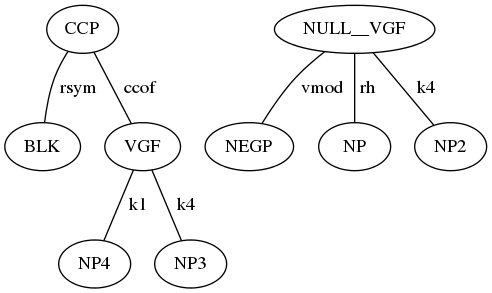 CCP NULL__VGF
rsym ccof vmod rh k4
BLK VGF NEGP NP NP2
k1 k4
NP4 NP3